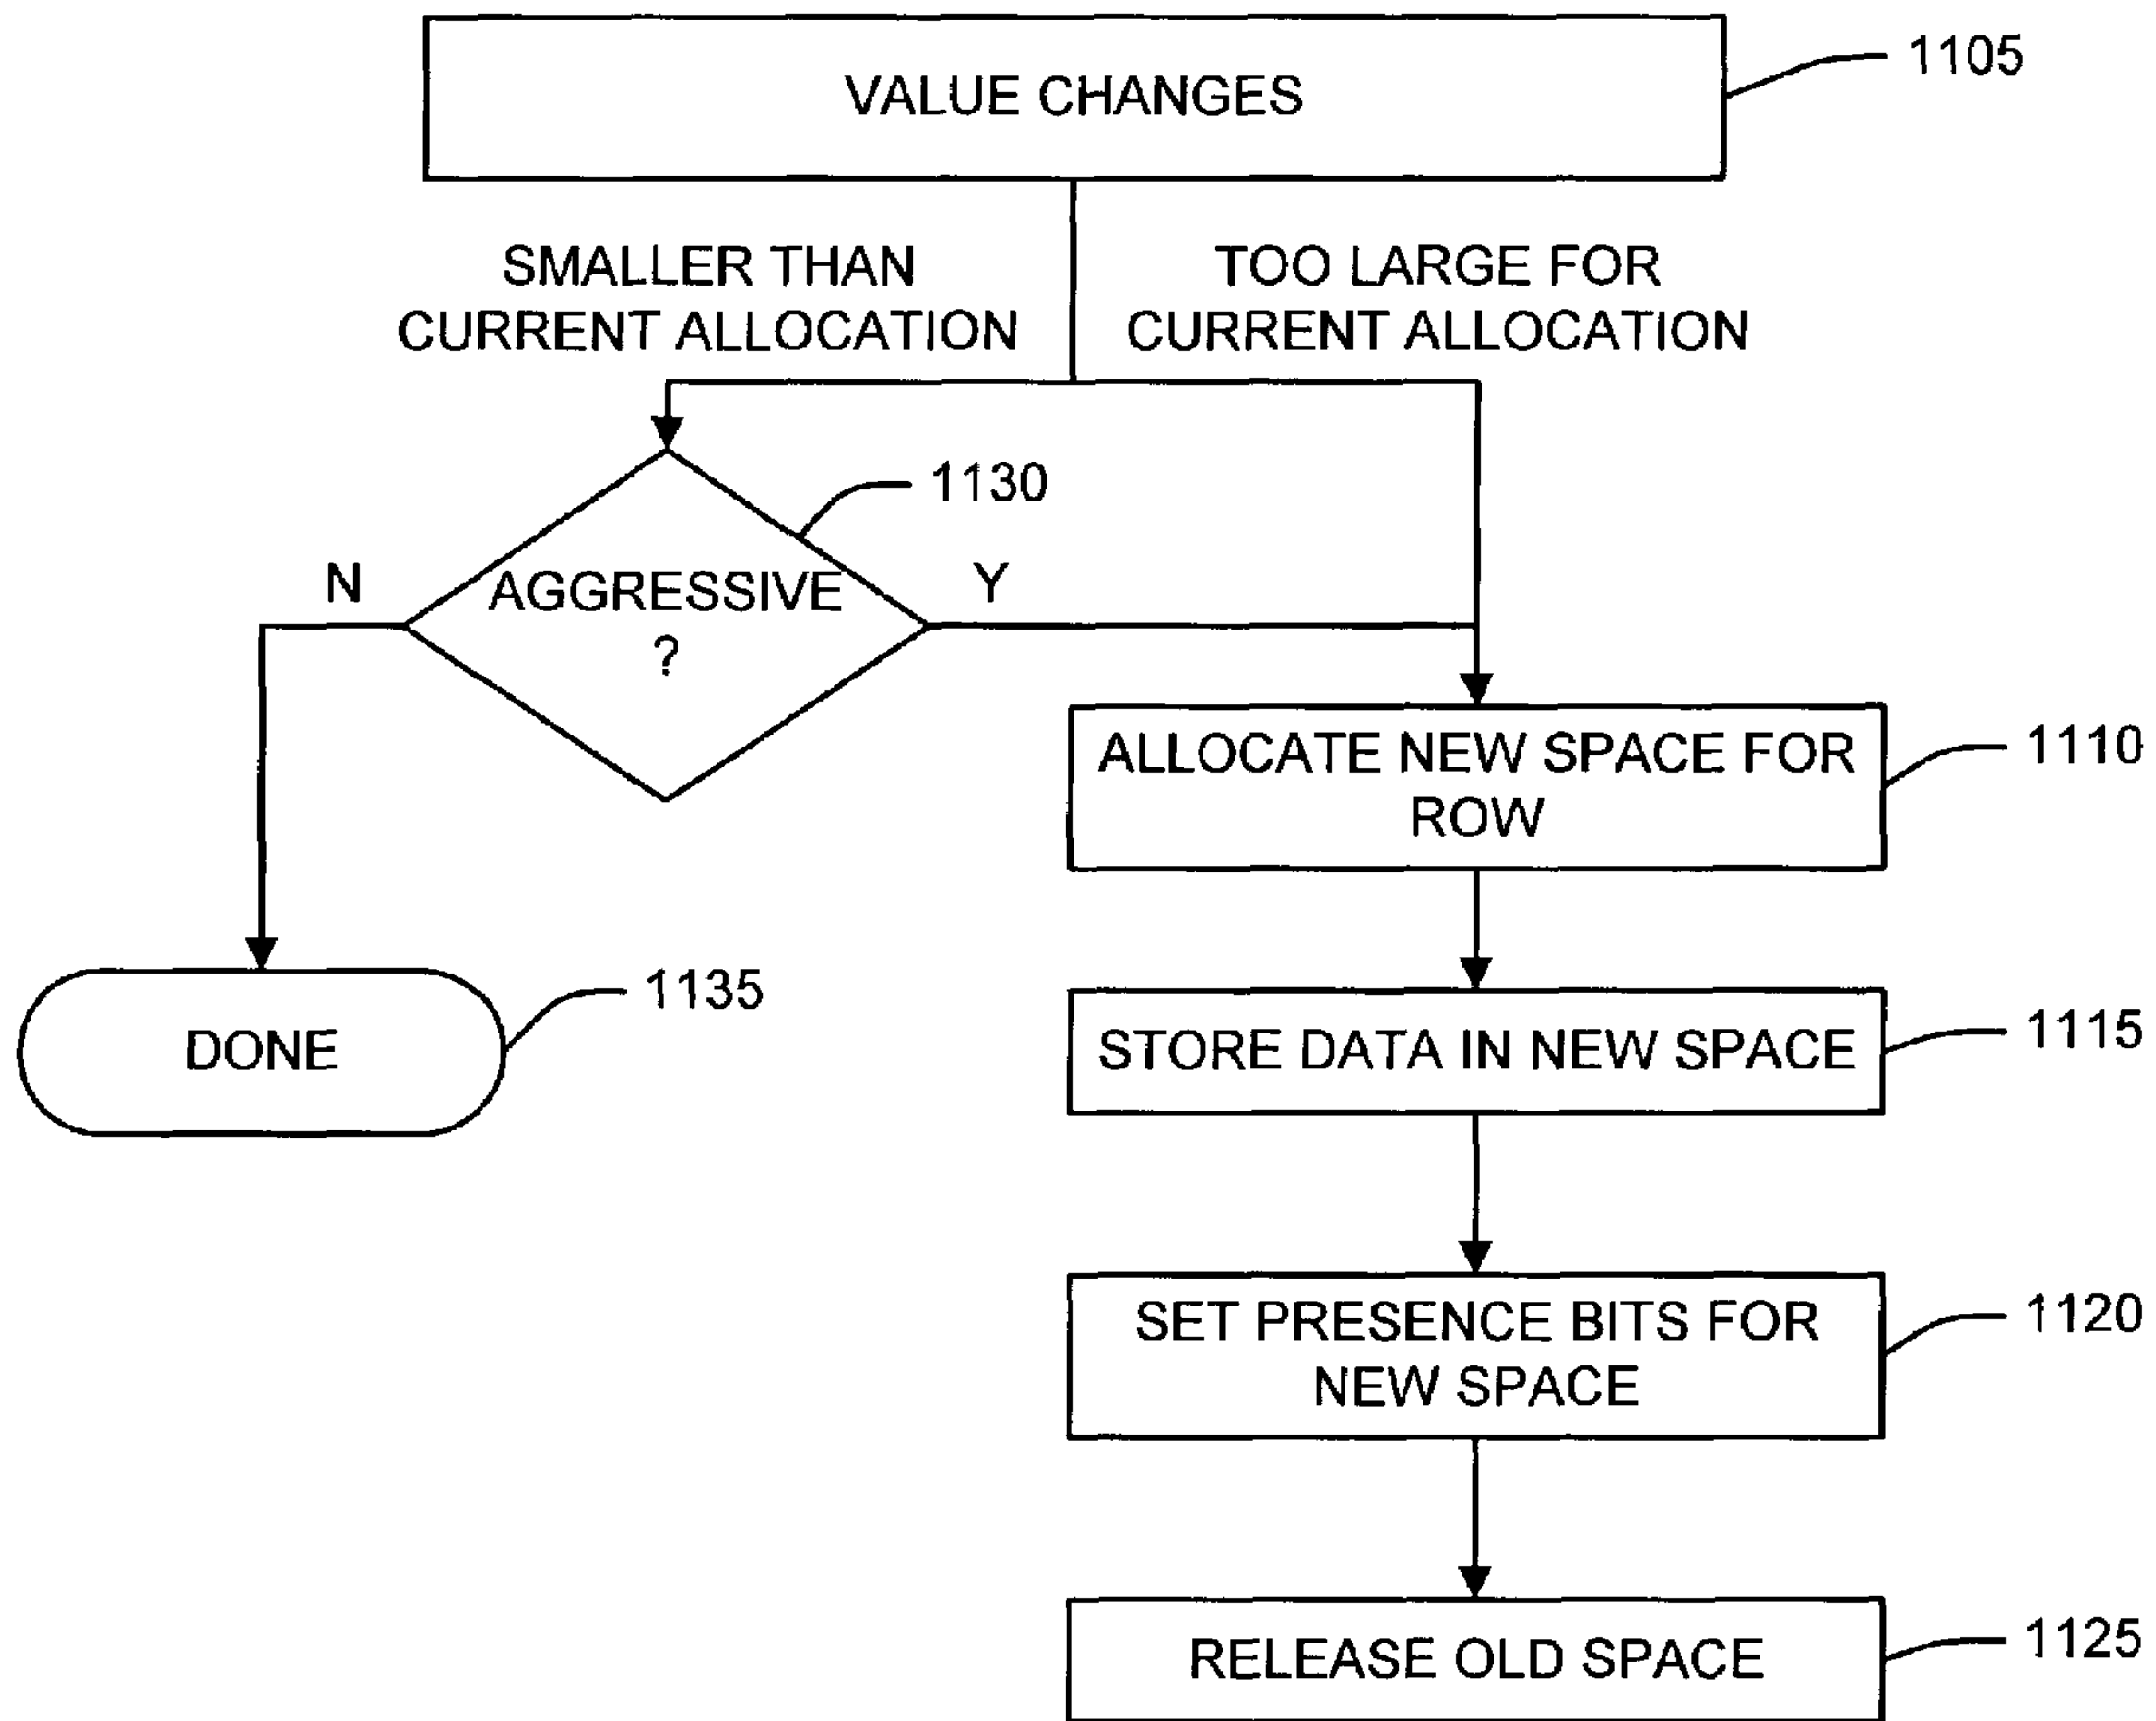 VALUE CHANGES
1105
SMALLER THAN
CURRENT ALLOCATION
TOO LARGE FOR
CURRENT ALLOCATION
1130
N
AGGRESSIVE
?
Y
ALLOCATE NEW SPACE FOR
ROW
1110
DONE
1135
STORE DATA IN NEW SPACE
1115
SET PRESENCE BITS FOR
NEW SPACE
1120
RELEASE OLD SPACE
1125